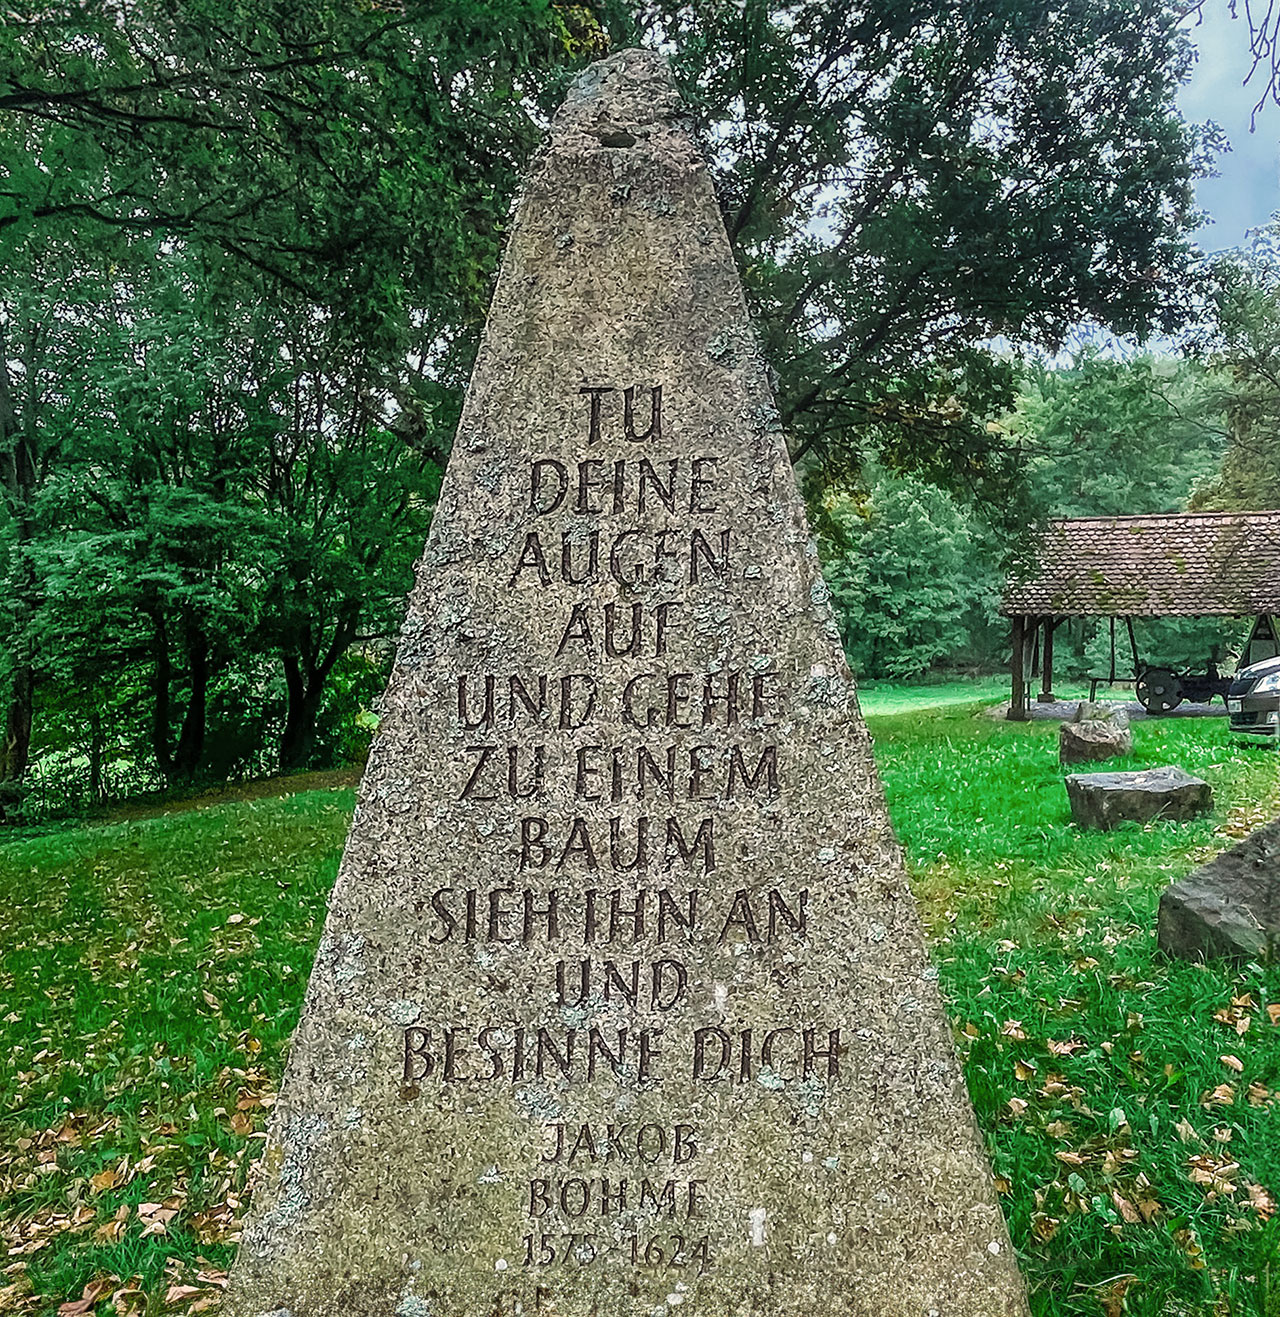 TU
DEINE
AUGEN
AUF
UND GEHE
ZU EINEM
BAUM
SIEH IHN AN
UND
BESINNE DICH
JAKOB
BÖHME
1575-1624